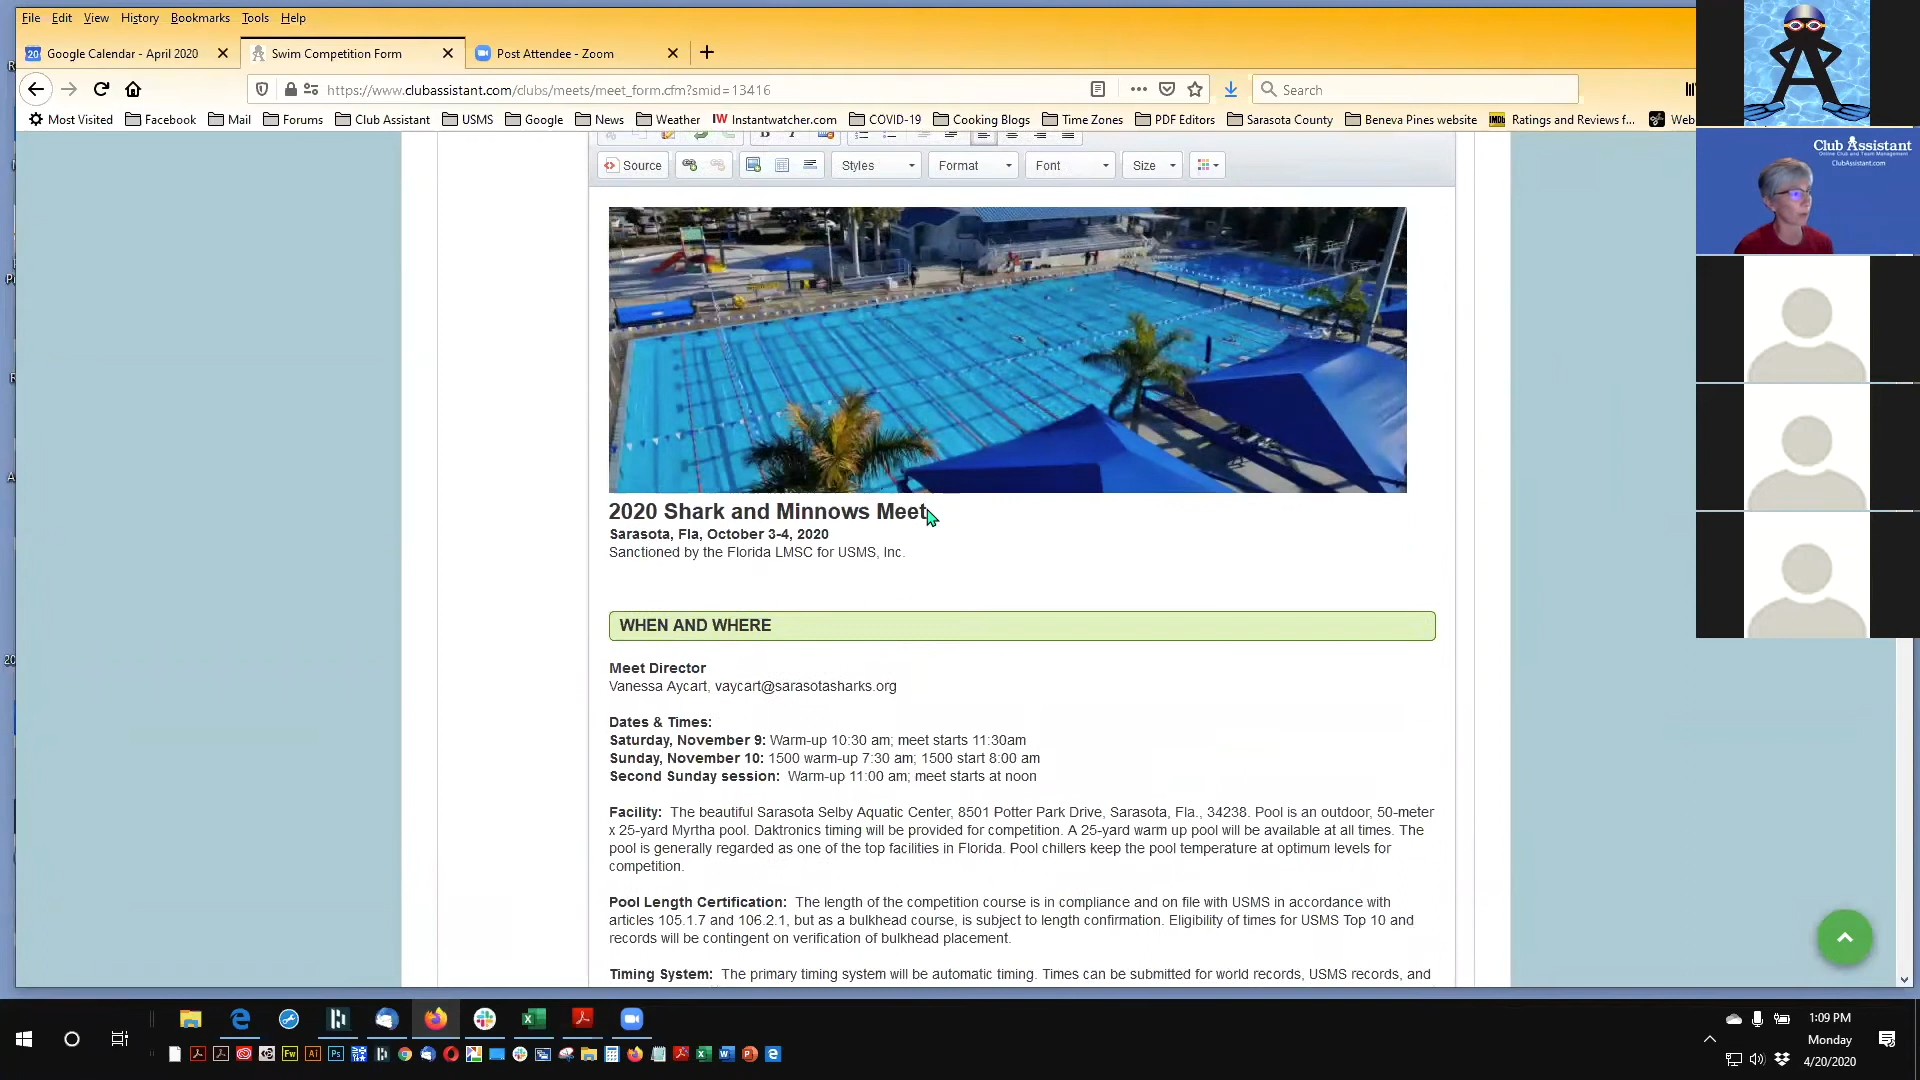 File Edit View History Bookmarks Tools Help
Google Calendar - April 2020
Swim Competition Form
Post Attendee - Zoom
https://www.clubassistant.com/clubs/meets/meet_form.cfm?smid=13416
Search
Most Visited Facebook Mail Forums Club Assistant USMS Google News Weather IW Instantwatcher.com COVID-19 Cooking Blogs Time Zones PDF Editors Sarasota County Beneva Pines website IMDb Ratings and Reviews f... Web
Source Styles Format Font Size
Club Assistant
Online Club and Team Management
ClubAssistant.com
2020 Shark and Minnows Meet
Sarasota, Fla, October 3-4, 2020
Sanctioned by the Florida LMSC for USMS, Inc.
WHEN AND WHERE
Meet Director
Vanessa Aycart, vaycart@sarasotasharks.org
Dates & Times:
Saturday, November 9: Warm-up 10:30 am; meet starts 11:30am
Sunday, November 10: 1500 warm-up 7:30 am; 1500 start 8:00 am
Second Sunday session: Warm-up 11:00 am; meet starts at noon
Facility: The beautiful Sarasota Selby Aquatic Center, 8501 Potter Park Drive, Sarasota, Fla., 34238. Pool is an outdoor, 50-meter
x 25-yard Myrtha pool. Daktronics timing will be provided for competition. A 25-yard warm up pool will be available at all times. The
pool is generally regarded as one of the top facilities in Florida. Pool chillers keep the pool temperature at optimum levels for
competition.
Pool Length Certification: The length of the competition course is in compliance and on file with USMS in accordance with
articles 105.1.7 and 106.2.1, but as a bulkhead course, is subject to length confirmation. Eligibility of times for USMS Top 10 and
records will be contingent on verification of bulkhead placement.
Timing System: The primary timing system will be automatic timing. Times can be submitted for world records, USMS records, and
1:09 PM
Monday
4/20/2020